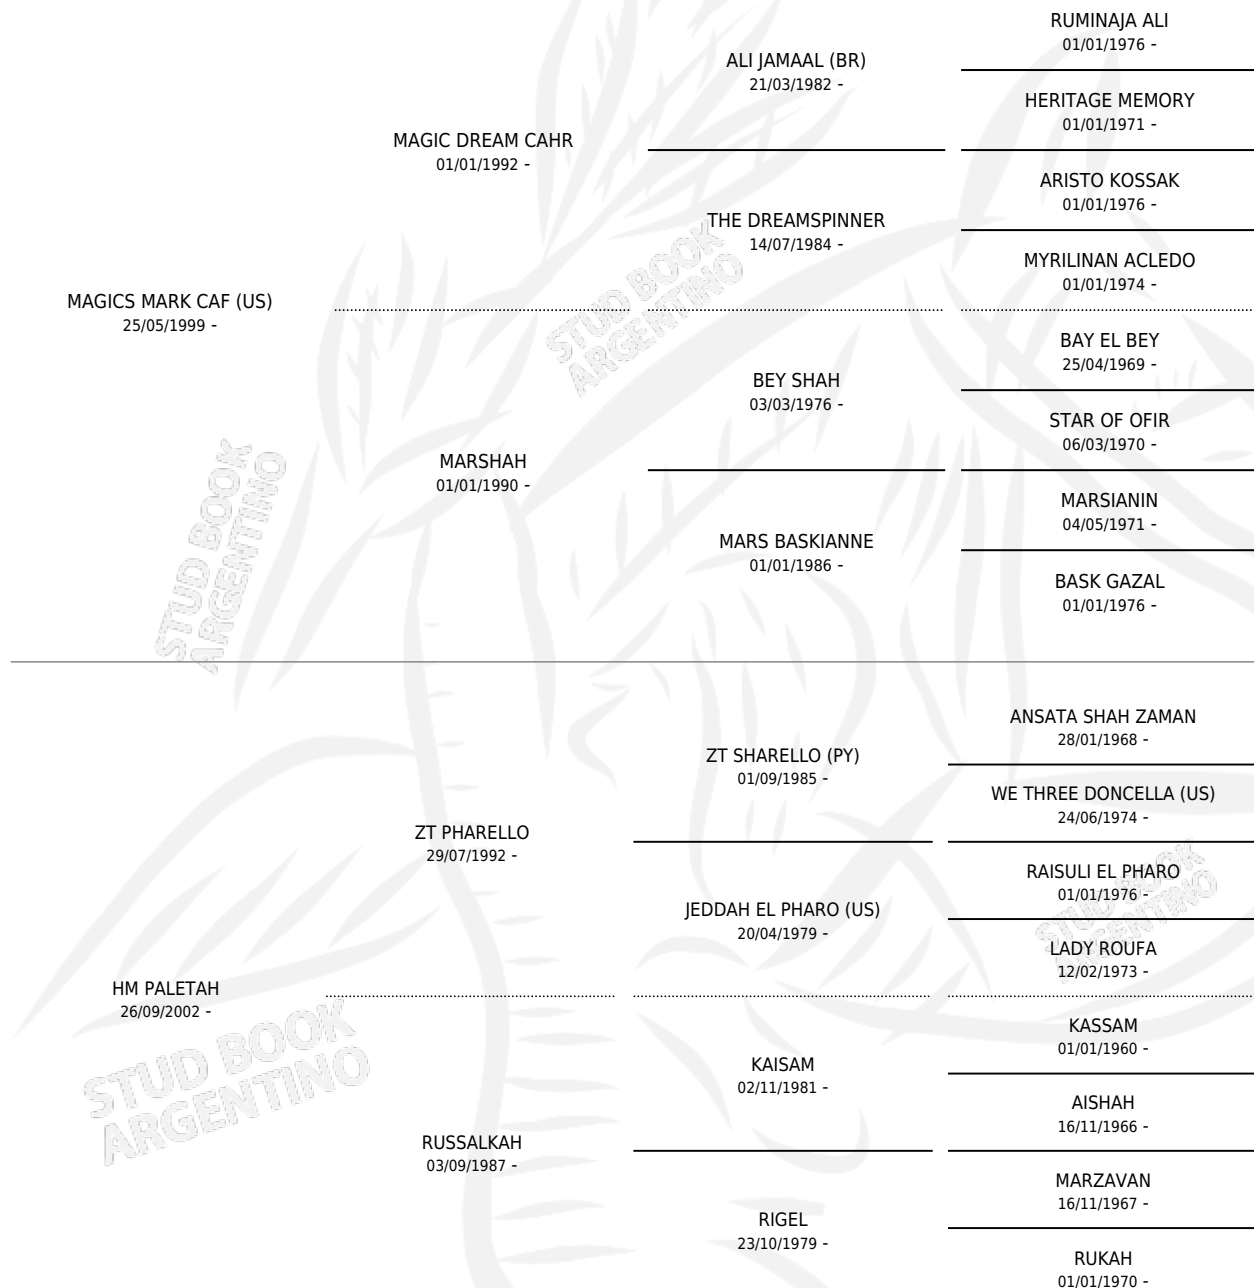 RUMINAJA ALI
01/01/1976 -
ALI JAMAAL (BR)
21/03/1982 -
HERITAGE MEMORY
01/01/1971 -
MAGIC DREAM CAHR
01/01/1992 -
ARISTO KOSSAK
01/01/1976 -
THE DREAMSPINNER
14/07/1984 -
MYRILINAN ACLEDO
01/01/1974 -
MAGICS MARK CAF (US)
25/05/1999 -
BAY EL BEY
25/04/1969 -
BEY SHAH
03/03/1976 -
STAR OF OFIR
06/03/1970 -
MARSHAH
01/01/1990 -
MARSIANIN
04/05/1971 -
MARS BASKIANNE
01/01/1986 -
BASK GAZAL
01/01/1976 -
STUD BOOK
ARGENTINO
STUD BOOK
ARGENTINO
ANSATA SHAH ZAMAN
28/01/1968 -
ZT SHARELLO (PY)
01/09/1985 -
WE THREE DONCELLA (US)
24/06/1974 -
ZT PHARELLO
29/07/1992 -
RAISULI EL PHARO
01/01/1976 -
JEDDAH EL PHARO (US)
20/04/1979 -
LADY ROUFA
12/02/1973 -
HM PALETAH
26/09/2002 -
KASSAM
01/01/1960 -
KAISAM
02/11/1981 -
AISHAH
16/11/1966 -
RUSSALKAH
03/09/1987 -
MARZAVAN
16/11/1967 -
RIGEL
23/10/1979 -
RUKAH
01/01/1970 -
STUD BOOK
ARGENTINO
STUD BOOK
ARGENTINO